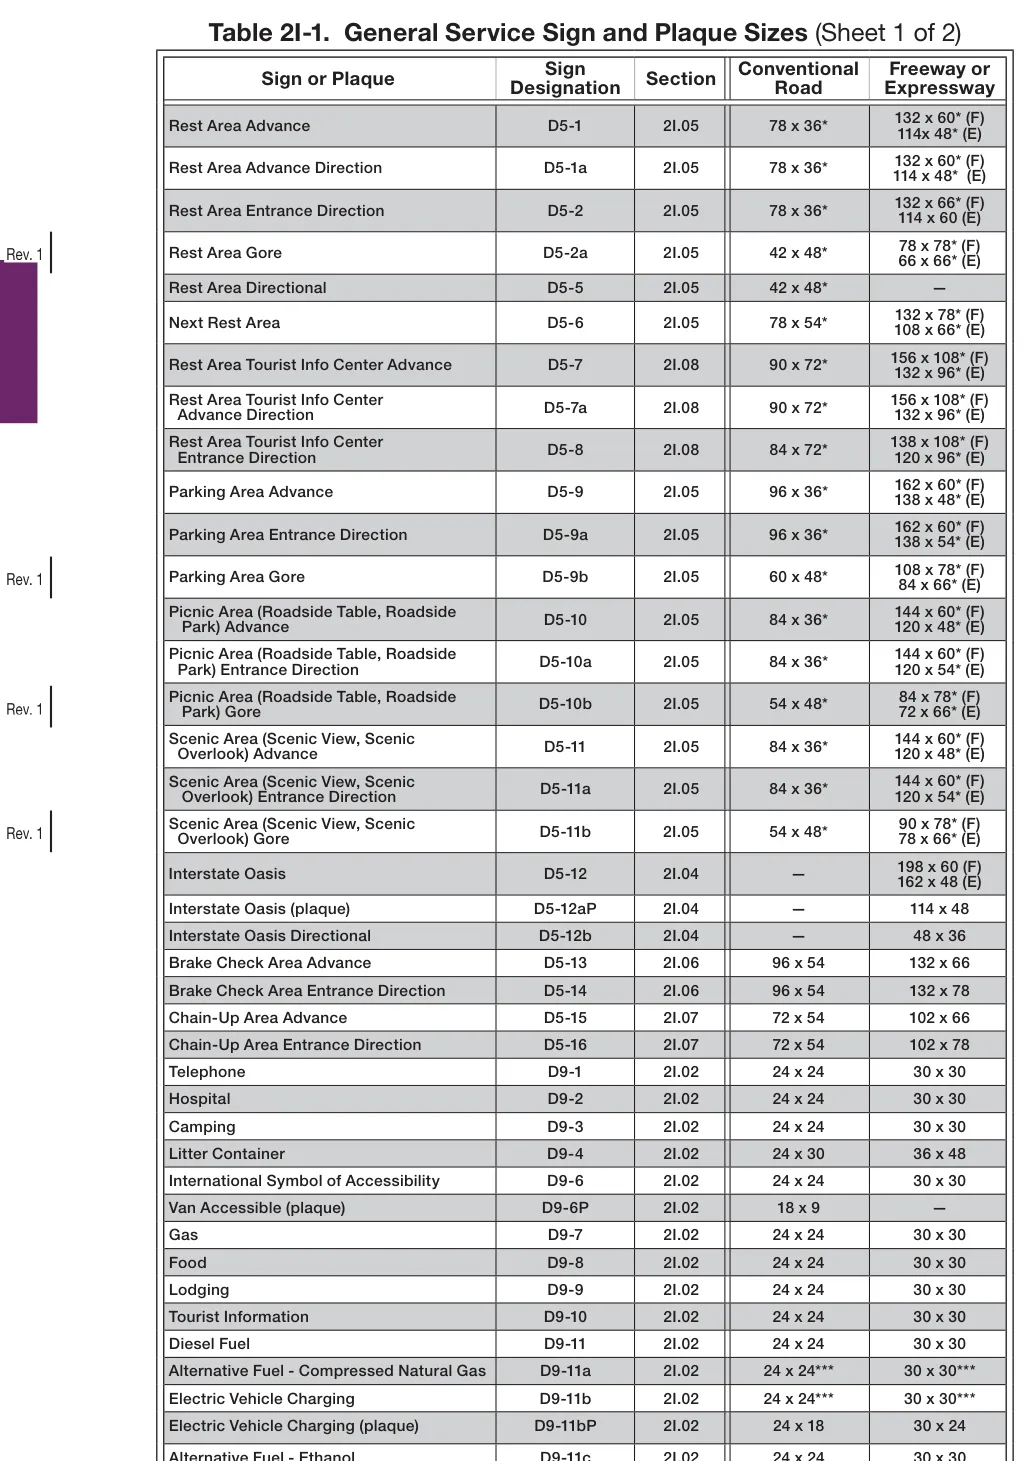 Table 2I-1. General Service Sign and Plaque Sizes (Sheet 1 of 2)
Sign or Plaque Sign Designation Section Conventional Road Freeway or Expressway
Rest Area Advance D5-1 2I.05 78 x 36* 132 x 60* (F) 114x 48* (E)
Rest Area Advance Direction D5-1a 2I.05 78 x 36* 132 x 60* (F) 114 x 48* (E)
Rest Area Entrance Direction D5-2 2I.05 78 x 36* 132 x 66* (F) 114 x 60 (E)
Rev. 1 Rest Area Gore D5-2a 2I.05 42 x 48* 78 x 78* (F) 66 x 66* (E)
Rest Area Directional D5-5 2I.05 42 x 48* —
Next Rest Area D5-6 2I.05 78 x 54* 132 x 78* (F) 108 x 66* (E)
Rest Area Tourist Info Center Advance D5-7 2I.08 90 x 72* 156 x 108* (F) 132 x 96* (E)
Rest Area Tourist Info Center Advance Direction D5-7a 2I.08 90 x 72* 156 x 108* (F) 132 x 96* (E)
Rest Area Tourist Info Center Entrance Direction D5-8 2I.08 84 x 72* 138 x 108* (F) 120 x 96* (E)
Parking Area Advance D5-9 2I.05 96 x 36* 162 x 60* (F) 138 x 48* (E)
Parking Area Entrance Direction D5-9a 2I.05 96 x 36* 162 x 60* (F) 138 x 54* (E)
Rev. 1 Parking Area Gore D5-9b 2I.05 60 x 48* 108 x 78* (F) 84 x 66* (E)
Picnic Area (Roadside Table, Roadside Park) Advance D5-10 2I.05 84 x 36* 144 x 60* (F) 120 x 48* (E)
Picnic Area (Roadside Table, Roadside Park) Entrance Direction D5-10a 2I.05 84 x 36* 144 x 60* (F) 120 x 54* (E)
Rev. 1 Picnic Area (Roadside Table, Roadside Park) Gore D5-10b 2I.05 54 x 48* 84 x 78* (F) 72 x 66* (E)
Scenic Area (Scenic View, Scenic Overlook) Advance D5-11 2I.05 84 x 36* 144 x 60* (F) 120 x 48* (E)
Scenic Area (Scenic View, Scenic Overlook) Entrance Direction D5-11a 2I.05 84 x 36* 144 x 60* (F) 120 x 54* (E)
Rev. 1 Scenic Area (Scenic View, Scenic Overlook) Gore D5-11b 2I.05 54 x 48* 90 x 78* (F) 78 x 66* (E)
Interstate Oasis D5-12 2I.04 — 198 x 60 (F) 162 x 48 (E)
Interstate Oasis (plaque) D5-12aP 2I.04 — 114 x 48
Interstate Oasis Directional D5-12b 2I.04 — 48 x 36
Brake Check Area Advance D5-13 2I.06 96 x 54 132 x 66
Brake Check Area Entrance Direction D5-14 2I.06 96 x 54 132 x 78
Chain-Up Area Advance D5-15 2I.07 72 x 54 102 x 66
Chain-Up Area Entrance Direction D5-16 2I.07 72 x 54 102 x 78
Telephone D9-1 2I.02 24 x 24 30 x 30
Hospital D9-2 2I.02 24 x 24 30 x 30
Camping D9-3 2I.02 24 x 24 30 x 30
Litter Container D9-4 2I.02 24 x 30 36 x 48
International Symbol of Accessibility D9-6 2I.02 24 x 24 30 x 30
Van Accessible (plaque) D9-6P 2I.02 18 x 9 —
Gas D9-7 2I.02 24 x 24 30 x 30
Food D9-8 2I.02 24 x 24 30 x 30
Lodging D9-9 2I.02 24 x 24 30 x 30
Tourist Information D9-10 2I.02 24 x 24 30 x 30
Diesel Fuel D9-11 2I.02 24 x 24 30 x 30
Alternative Fuel - Compressed Natural Gas D9-11a 2I.02 24 x 24*** 30 x 30***
Electric Vehicle Charging D9-11b 2I.02 24 x 24*** 30 x 30***
Electric Vehicle Charging (plaque) D9-11bP 2I.02 24 x 18 30 x 24
Alternative Fuel - Ethanol D9-11c 2I.02 24 x 24 30 x 30